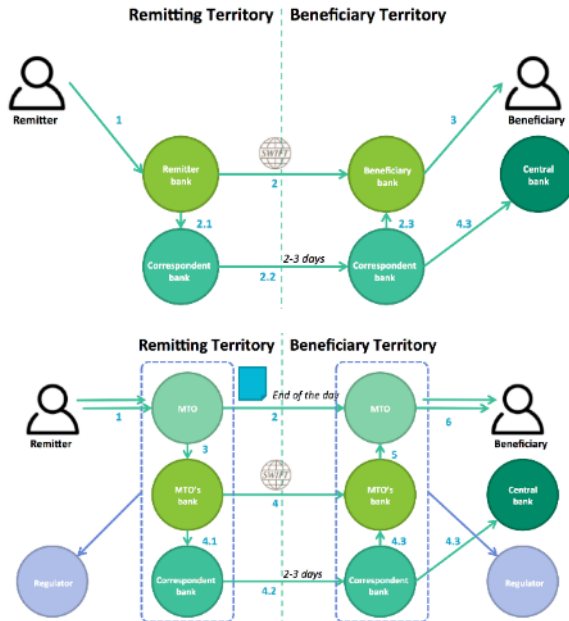 Remitting Territory
Beneficiary Territory
Remitter
1
Remitter
bank
SWIFT
2
Beneficiary
bank
3
Beneficiary
Central
bank
2.1
2.3
4.3
Correspondent
bank
2-3 days
2.2
Correspondent
bank
Remitting Territory
Beneficiary Territory
Remitter
1
MTO
End of the day
2
MTO
6
Beneficiary
3
5
MTO's
bank
SWIFT
4
MTO's
bank
Central
bank
4.1
4.3
4.3
Regulator
Correspondent
bank
2-3 days
4.2
Correspondent
bank
Regulator